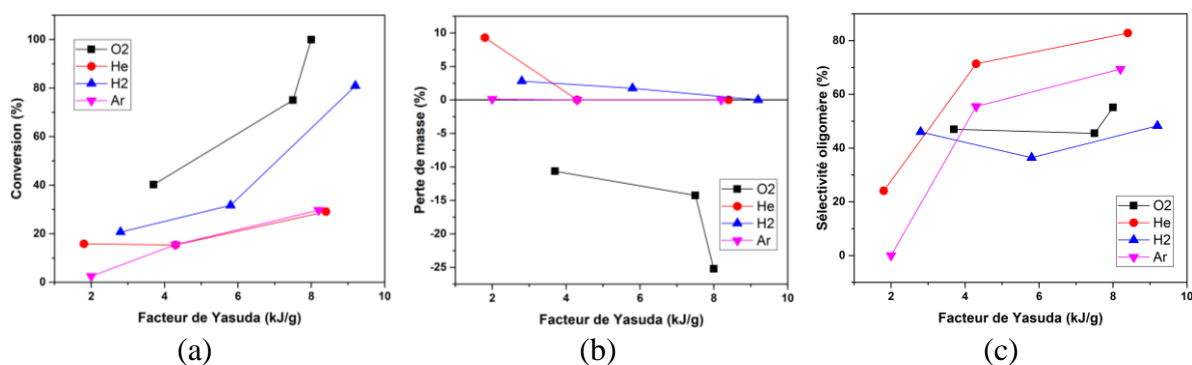 100
80
60
40
20
0
Conversion (%)
O2
He
H2
Ar
2
4
6
8
10
Facteur de Yasuda (kJ/g)
(a)
10
5
0
-5
-10
-15
-20
-25
Perte de masse (%)
O2
He
H2
Ar
2
4
6
8
10
Facteur de Yasuda (kJ/g)
(b)
80
60
40
20
0
Sélectivité oligomère (%)
O2
He
H2
Ar
2
4
6
8
10
Facteur de Yasuda (kJ/g)
(c)